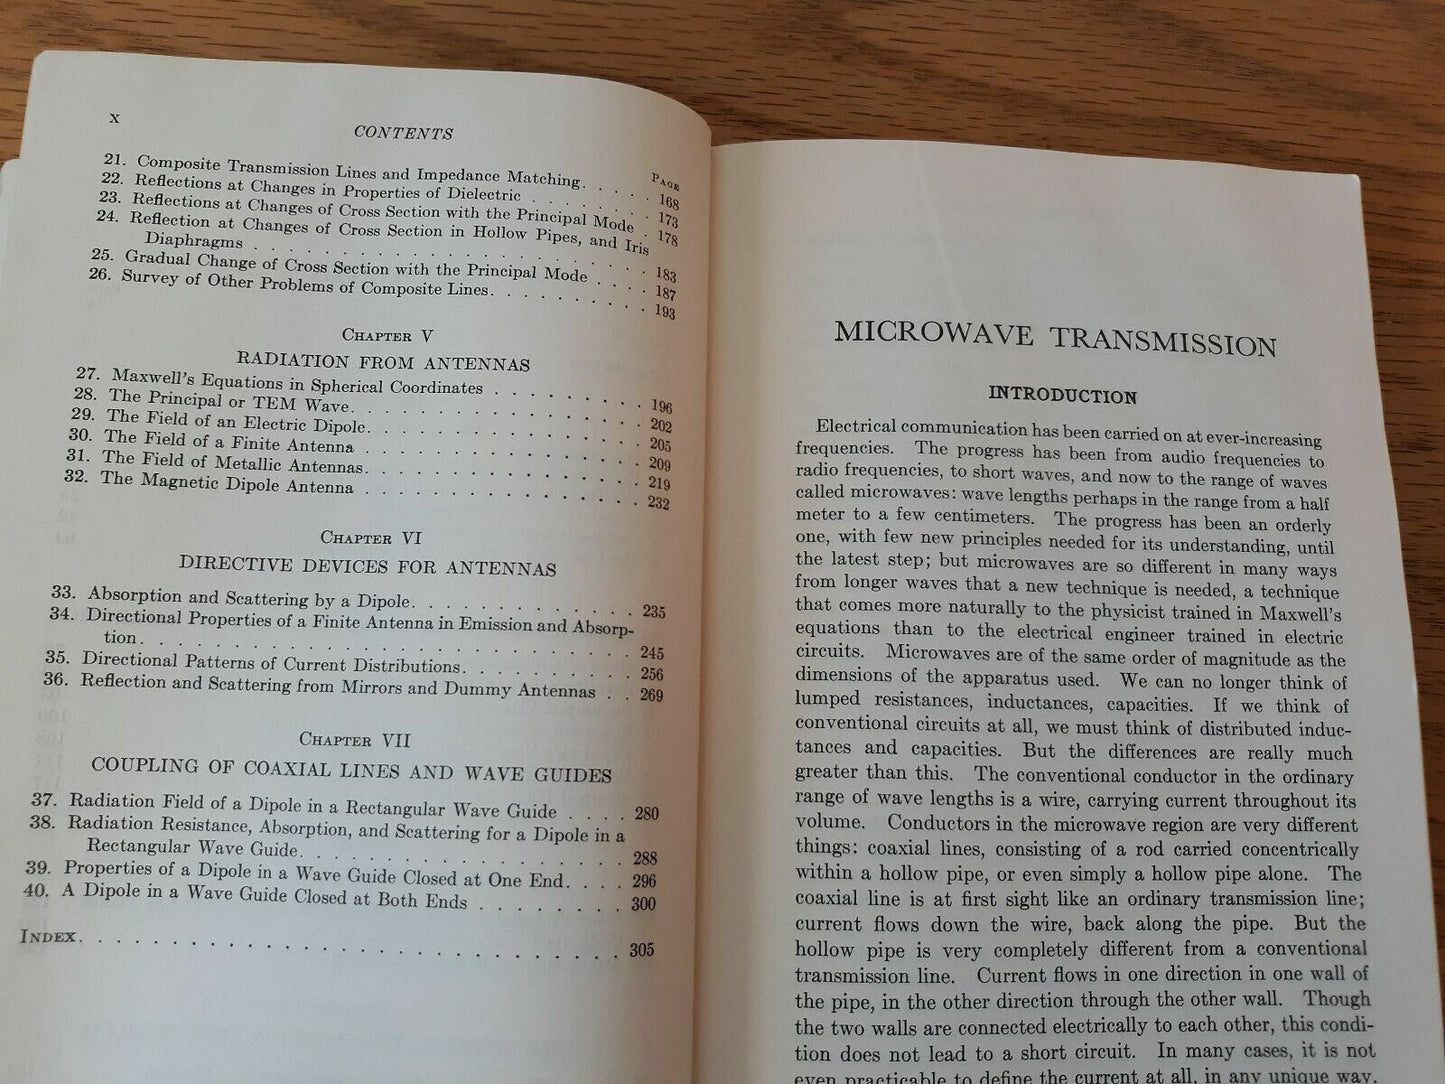 x
CONTENTS
PAGE
21. Composite Transmission Lines and Impedance Matching. . . . . 168
22. Reflections at Changes in Properties of Dielectric . . . . . . . 173
23. Reflections at Changes of Cross Section with the Principal Mode . 178
24. Reflection at Changes of Cross Section in Hollow Pipes, and Iris
Diaphragms . . . . . . . . . . . . . . . . . 183
25. Gradual Change of Cross Section with the Principal Mode . . . . 187
26. Survey of Other Problems of Composite Lines. . . . . . . . . 193
CHAPTER V
RADIATION FROM ANTENNAS
27. Maxwell's Equations in Spherical Coordinates . . . . . . . . . 196
28. The Principal or TEM Wave. . . . . . . . . . . . . . . . 202
29. The Field of an Electric Dipole. . . . . . . . . . . . . . . 205
30. The Field of a Finite Antenna . . . . . . . . . . . . . . . 209
31. The Field of Metallic Antennas. . . . . . . . . . . . . . . 219
32. The Magnetic Dipole Antenna . . . . . . . . . . . . . . . 232
CHAPTER VI
DIRECTIVE DEVICES FOR ANTENNAS
33. Absorption and Scattering by a Dipole. . . . . . . . . . . . . 235
34. Directional Properties of a Finite Antenna in Emission and Absorp-
tion. . . . . . . . . . . . . . . . . . . . . . . . . . . 245
35. Directional Patterns of Current Distributions. . . . . . . . . . 256
36. Reflection and Scattering from Mirrors and Dummy Antennas . . 269
CHAPTER VII
COUPLING OF COAXIAL LINES AND WAVE GUIDES
37. Radiation Field of a Dipole in a Rectangular Wave Guide . . . . 280
38. Radiation Resistance, Absorption, and Scattering for a Dipole in a
Rectangular Wave Guide. . . . . . . . . . . . . . . . . 288
39. Properties of a Dipole in a Wave Guide Closed at One End. . . . 296
40. A Dipole in a Wave Guide Closed at Both Ends . . . . . . . . 300
INDEX. . . . . . . . . . . . . . . . . . . . . . . . . . . . 305
MICROWAVE TRANSMISSION
INTRODUCTION
Electrical communication has been carried on at ever-increasing
frequencies. The progress has been from audio frequencies to
radio frequencies, to short waves, and now to the range of waves
called microwaves: wave lengths perhaps in the range from a half
meter to a few centimeters. The progress has been an orderly
one, with few new principles needed for its understanding, until
the latest step; but microwaves are so different in many ways
from longer waves that a new technique is needed, a technique
that comes more naturally to the physicist trained in Maxwell's
equations than to the electrical engineer trained in electric
circuits. Microwaves are of the same order of magnitude as the
dimensions of the apparatus used. We can no longer think of
lumped resistances, inductances, capacities. If we think of
conventional circuits at all, we must think of distributed induc-
tances and capacities. But the differences are really much
greater than this. The conventional conductor in the ordinary
range of wave lengths is a wire, carrying current throughout its
volume. Conductors in the microwave region are very different
things: coaxial lines, consisting of a rod carried concentrically
within a hollow pipe, or even simply a hollow pipe alone. The
coaxial line is at first sight like an ordinary transmission line;
current flows down the wire, back along the pipe. But the
hollow pipe is very completely different from a conventional
transmission line. Current flows in one direction in one wall of
the pipe, in the other direction through the other wall. Though
the two walls are connected electrically to each other, this condi-
tion does not lead to a short circuit. In many cases, it is not
even practicable to define the current at all, in any unique way.